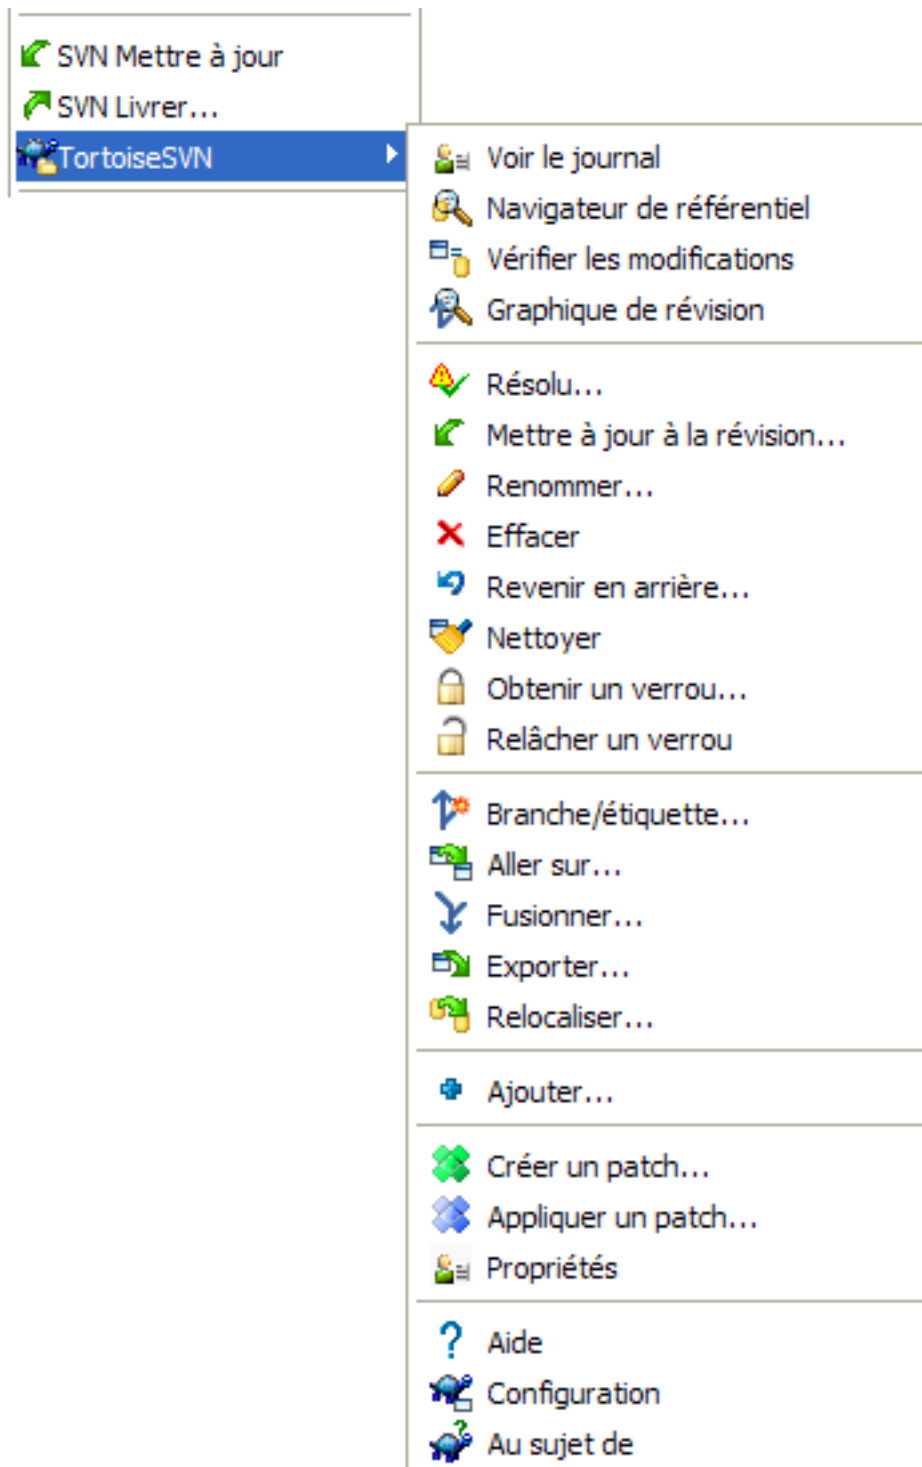 SVN Mettre à jour
SVN Livrer...
TortoiseSVN
Voir le journal
Navigateur de référentiel
Vérifier les modifications
Graphique de révision
Résolu...
Mettre à jour à la révision...
Renommer...
Effacer
Revenir en arrière...
Nettoyer
Obtenir un verrou...
Relâcher un verrou
Branche/étiquette...
Aller sur...
Fusionner...
Exporter...
Relocaliser...
Ajouter...
Créer un patch...
Appliquer un patch...
Propriétés
Aide
Configuration
Au sujet de